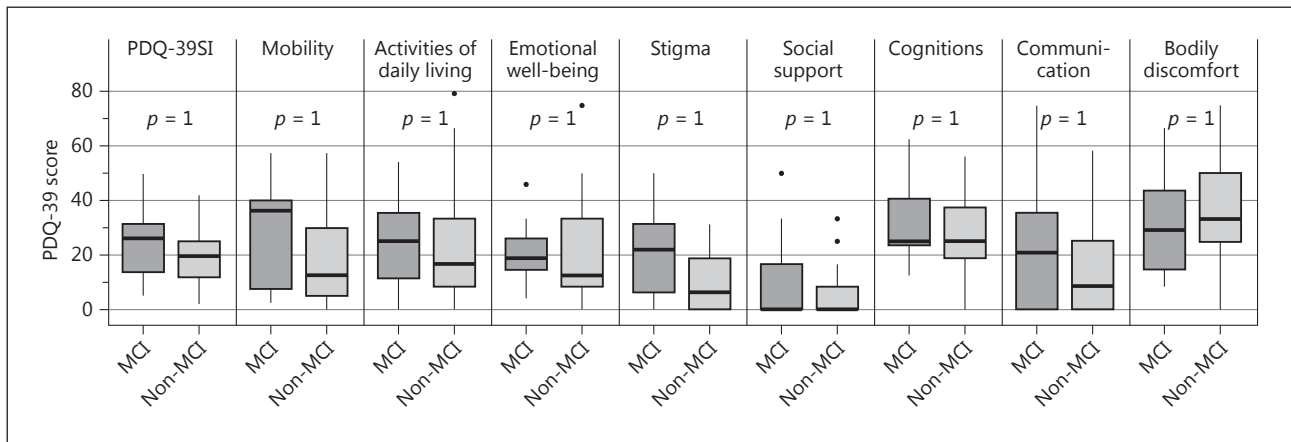 PDQ-39SI
Mobility
Activities of
daily living
Emotional
well-being
Stigma
Social
support
Cognitions
Communi-
cation
Bodily
discomfort
PDQ-39 score
80
60
40
20
0
p = 1
p = 1
p = 1
p = 1
p = 1
p = 1
p = 1
p = 1
p = 1
MCI
Non-MCI
MCI
Non-MCI
MCI
Non-MCI
MCI
Non-MCI
MCI
Non-MCI
MCI
Non-MCI
MCI
Non-MCI
MCI
Non-MCI
MCI
Non-MCI